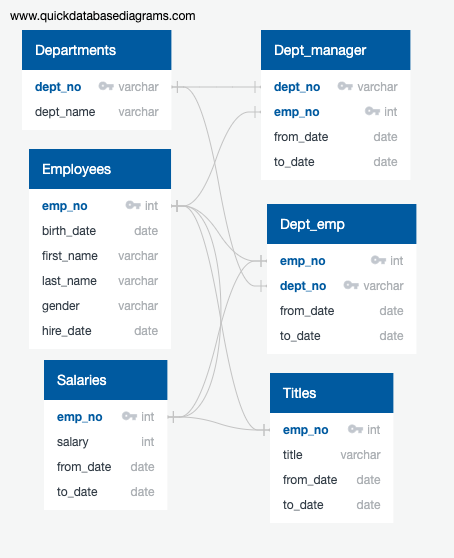 www.quickdatabasediagrams.com
Departments
dept_no varchar
dept_name varchar
Dept_manager
dept_no varchar
emp_no int
from_date date
to_date date
Employees
emp_no int
birth_date date
first_name varchar
last_name varchar
gender varchar
hire_date date
Dept_emp
emp_no int
dept_no varchar
from_date date
to_date date
Salaries
emp_no int
salary int
from_date date
to_date date
Titles
emp_no int
title varchar
from_date date
to_date date